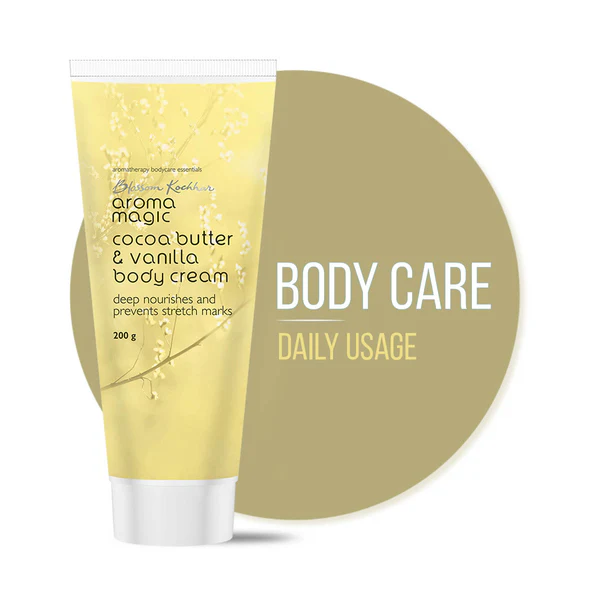 aromatherapy bodycare essentials
Blossom Kochhar
aroma
magic
cocoa butter
& vanilla
body cream
deep nourishes and
prevents stretch marks
200 g
BODY CARE
DAILY USAGE